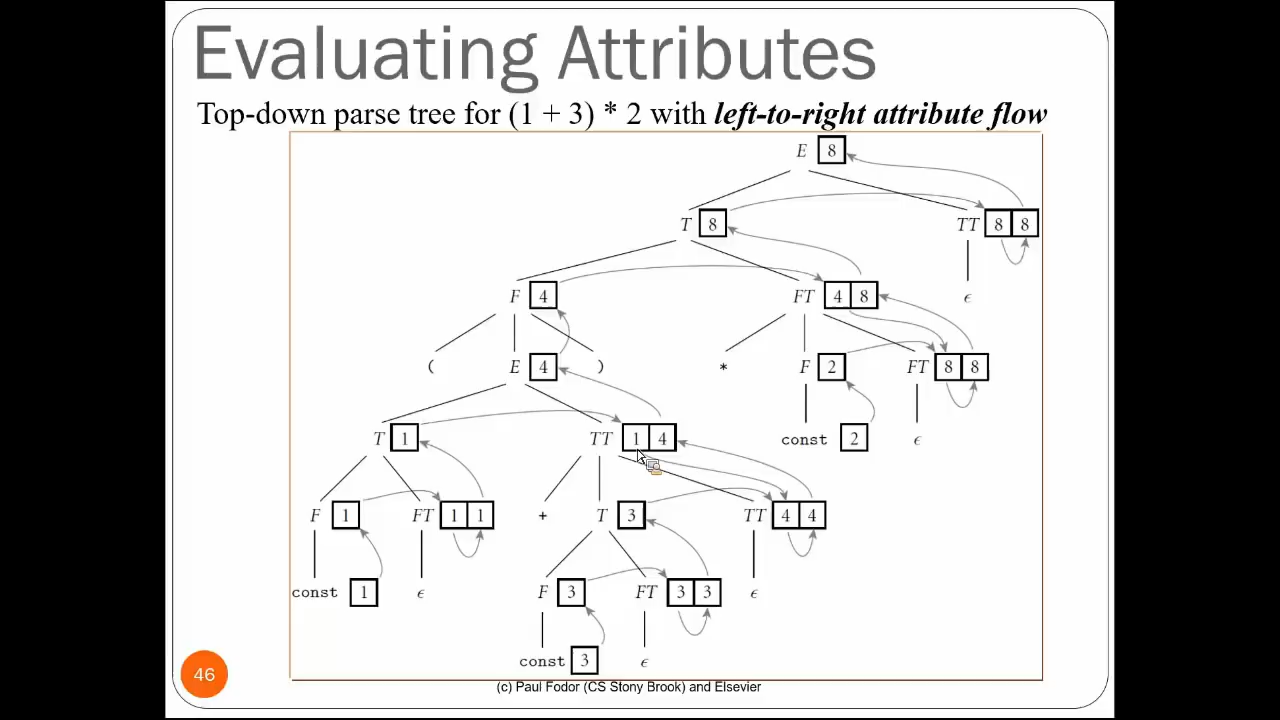 Evaluating Attributes
Top-down parse tree for (1 + 3) * 2 with left-to-right attribute flow
E 8
T 8 TT 8 8
F 4 FT 4 8 ϵ
( E 4 ) * F 2 FT 8 8
T 1 TT 1 4 const 2 ϵ
F 1 FT 1 1 + T 3 TT 4 4
const 1 ϵ F 3 FT 3 3 ϵ
const 3 ϵ
46
(c) Paul Fodor (CS Stony Brook) and Elsevier